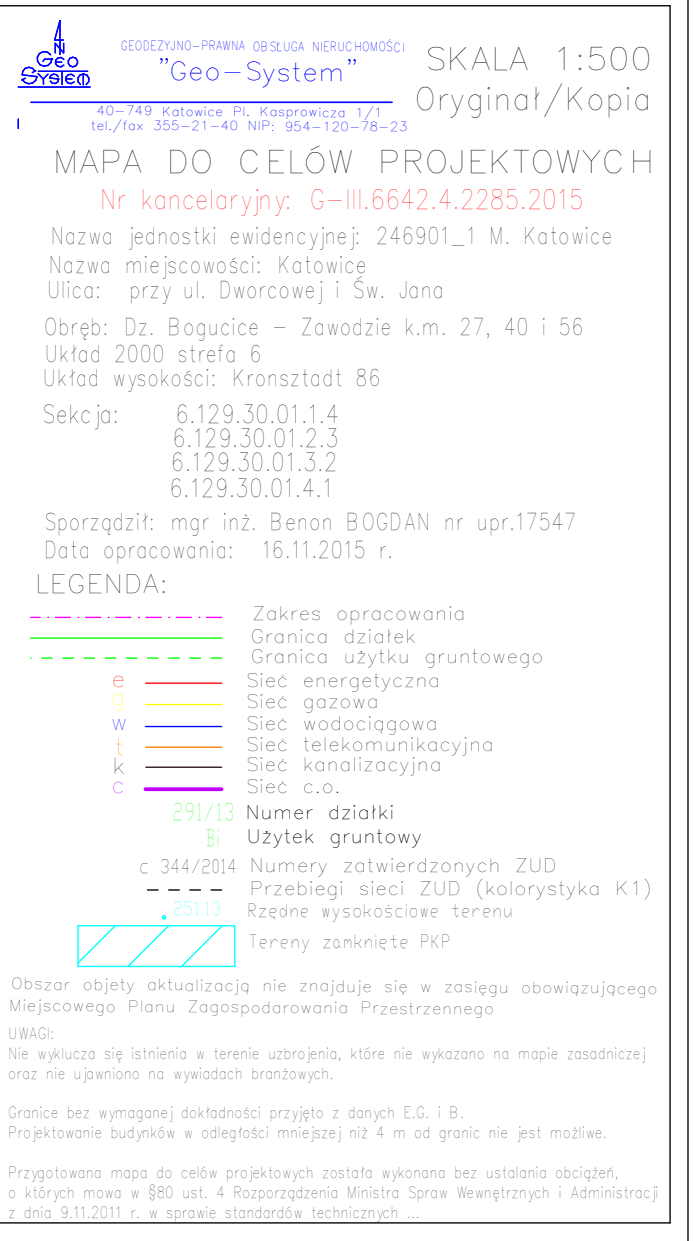 GEO
SYSTEM
GEODEZYJNO-PRAWNA OBSŁUGA NIERUCHOMOŚCI
"Geo-System"
40-749 Katowice Pl. Kasprowicza 1/1
tel./fax 355-21-40 NIP: 954-120-78-23
SKALA 1:500
Oryginał/Kopia
MAPA DO CELÓW PROJEKTOWYCH
Nr kancelaryjny: G-III.6642.4.2285.2015
Nazwa jednostki ewidencyjnej: 246901_1 M. Katowice
Nazwa miejscowości: Katowice
Ulica: przy ul. Dworcowej i Św. Jana
Obręb: Dz. Bogucice - Zawodzie k.m. 27, 40 i 56
Układ 2000 strefa 6
Układ wysokości: Kronsztadt 86
Sekcja: 6.129.30.01.1.4
6.129.30.01.2.3
6.129.30.01.3.2
6.129.30.01.4.1
Sporządził: mgr inż. Benon BOGDAN nr upr.17547
Data opracowania: 16.11.2015 r.
LEGENDA:
Zakres opracowania
Granica działek
Granica użytku gruntowego
e Sieć energetyczna
g Sieć gazowa
w Sieć wodociągowa
t Sieć telekomunikacyjna
k Sieć kanalizacyjna
c Sieć c.o.
291/13 Numer działki
Bi Użytek gruntowy
c 344/2014 Numery zatwierdzonych ZUD
Przebiegi sieci ZUD (kolorystyka K1)
251.13 Rzędne wysokościowe terenu
Tereny zamknięte PKP
Obszar objety aktualizacją nie znajduje się w zasięgu obowiązującego
Miejscowego Planu Zagospodarowania Przestrzennego
UWAGI:
Nie wyklucza się istnienia w terenie uzbrojenia, które nie wykazano na mapie zasadniczej
oraz nie ujawniono na wywiadach branżowych.
Granice bez wymaganej dokładności przyjęto z danych E.G. i B.
Projektowanie budynków w odległości mniejszej niż 4 m od granic nie jest możliwe.
Przygotowana mapa do celów projektowych została wykonana bez ustalania obciążeń,
o których mowa w §80 ust. 4 Rozporządzenia Ministra Spraw Wewnętrznych i Administracji
z dnia 9.11.2011 r. w sprawie standardów technicznych ...